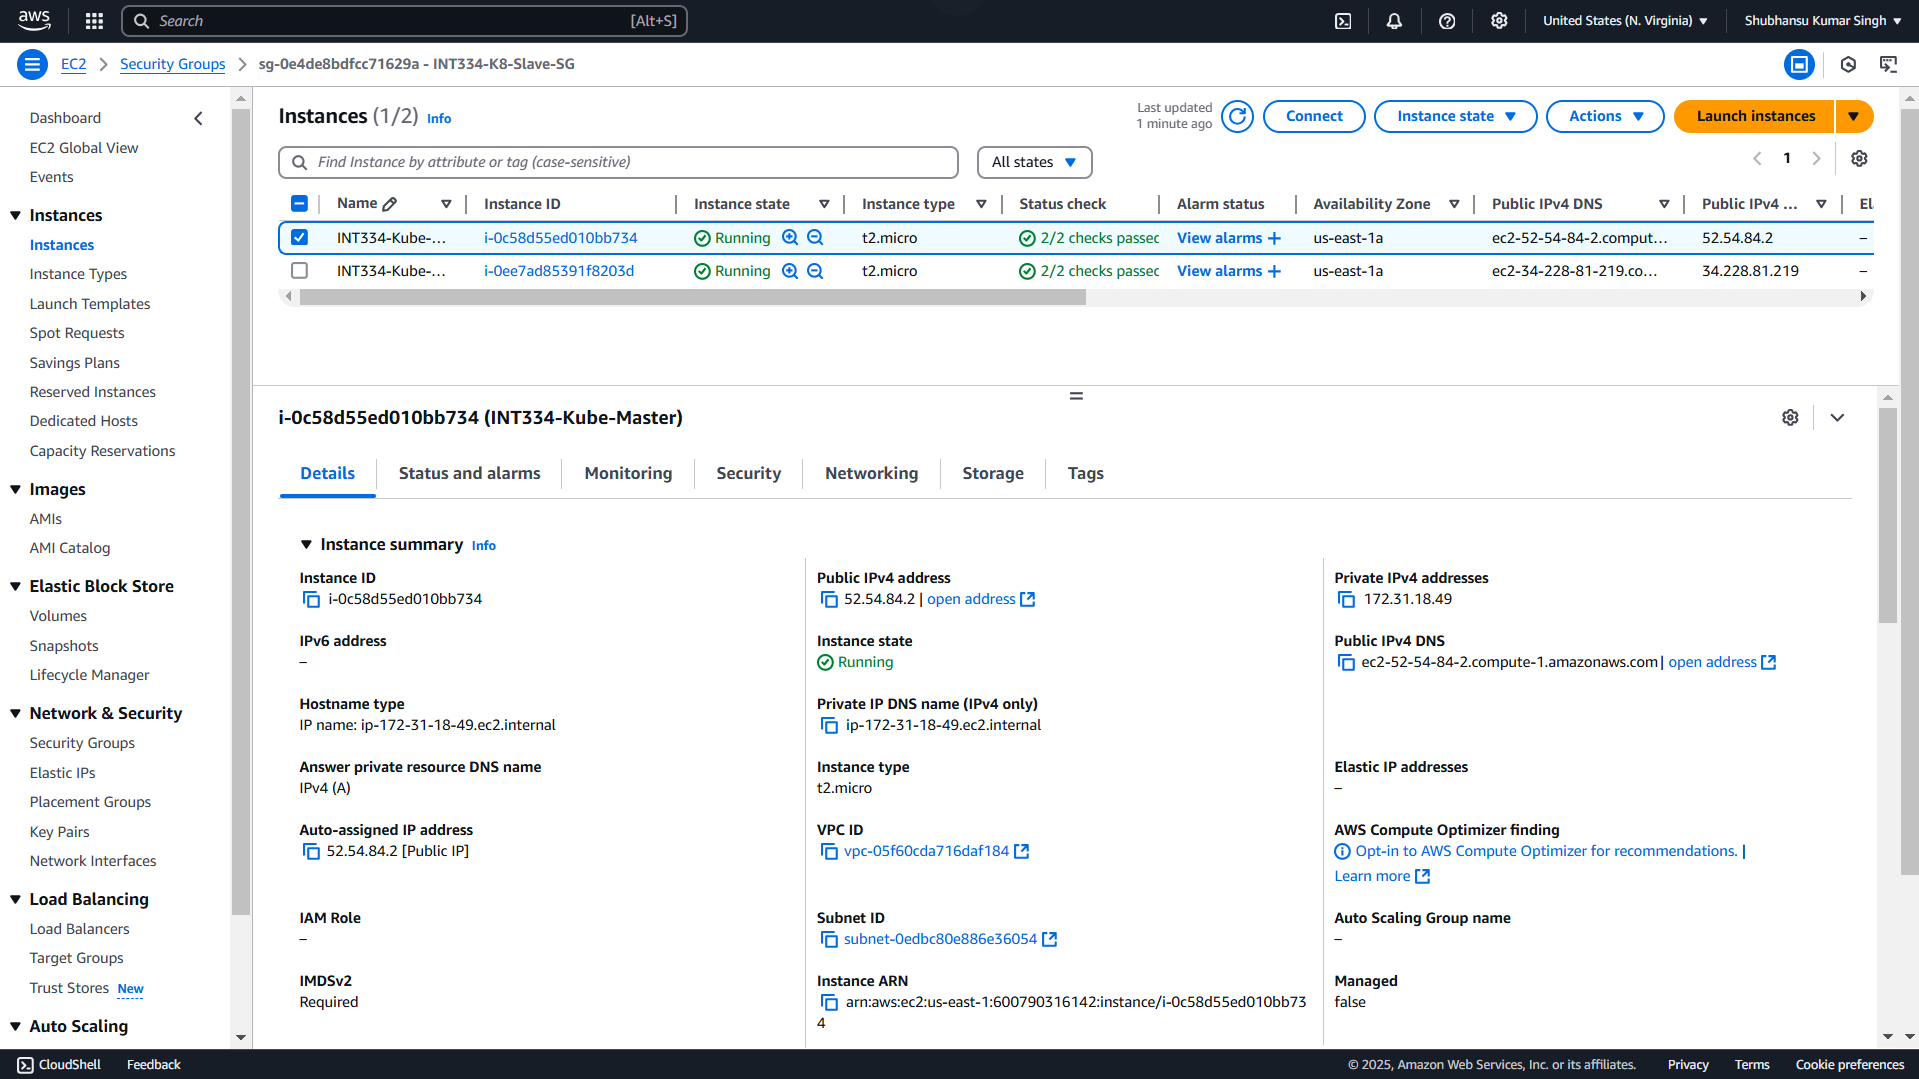 aws
Search [Alt+S]
United States (N. Virginia)
Shubhansu Kumar Singh
EC2
Security Groups
sg-0e4de8bdfcc71629a - INT334-K8-Slave-SG
Dashboard
EC2 Global View
Events
Instances
Instances
Instance Types
Launch Templates
Spot Requests
Savings Plans
Reserved Instances
Dedicated Hosts
Capacity Reservations
Images
AMIs
AMI Catalog
Elastic Block Store
Volumes
Snapshots
Lifecycle Manager
Network & Security
Security Groups
Elastic IPs
Placement Groups
Key Pairs
Network Interfaces
Load Balancing
Load Balancers
Target Groups
Trust Stores New
Auto Scaling
Instances (1/2) Info
Last updated
1 minute ago
Connect
Instance state
Actions
Launch instances
Find Instance by attribute or tag (case-sensitive)
All states
1
Name Instance ID Instance state Instance type Status check Alarm status Availability Zone Public IPv4 DNS Public IPv4 ... El
INT334-Kube-... i-0c58d55ed010bb734 Running t2.micro 2/2 checks passec View alarms + us-east-1a ec2-52-54-84-2.comput... 52.54.84.2 –
INT334-Kube-... i-0ee7ad85391f8203d Running t2.micro 2/2 checks passec View alarms + us-east-1a ec2-34-228-81-219.co... 34.228.81.219 –
i-0c58d55ed010bb734 (INT334-Kube-Master)
Details
Status and alarms
Monitoring
Security
Networking
Storage
Tags
Instance summary Info
Instance ID
i-0c58d55ed010bb734
Public IPv4 address
52.54.84.2 | open address
Private IPv4 addresses
172.31.18.49
IPv6 address
–
Instance state
Running
Public IPv4 DNS
ec2-52-54-84-2.compute-1.amazonaws.com | open address
Hostname type
IP name: ip-172-31-18-49.ec2.internal
Private IP DNS name (IPv4 only)
ip-172-31-18-49.ec2.internal
Answer private resource DNS name
IPv4 (A)
Instance type
t2.micro
Elastic IP addresses
–
Auto-assigned IP address
52.54.84.2 [Public IP]
VPC ID
vpc-05f60cda716daf184
AWS Compute Optimizer finding
Opt-in to AWS Compute Optimizer for recommendations. |
Learn more
IAM Role
–
Subnet ID
subnet-0edbc80e886e36054
Auto Scaling Group name
–
IMDSv2
Required
Instance ARN
arn:aws:ec2:us-east-1:600790316142:instance/i-0c58d55ed010bb73
4
Managed
false
CloudShell
Feedback
© 2025, Amazon Web Services, Inc. or its affiliates.
Privacy
Terms
Cookie preferences